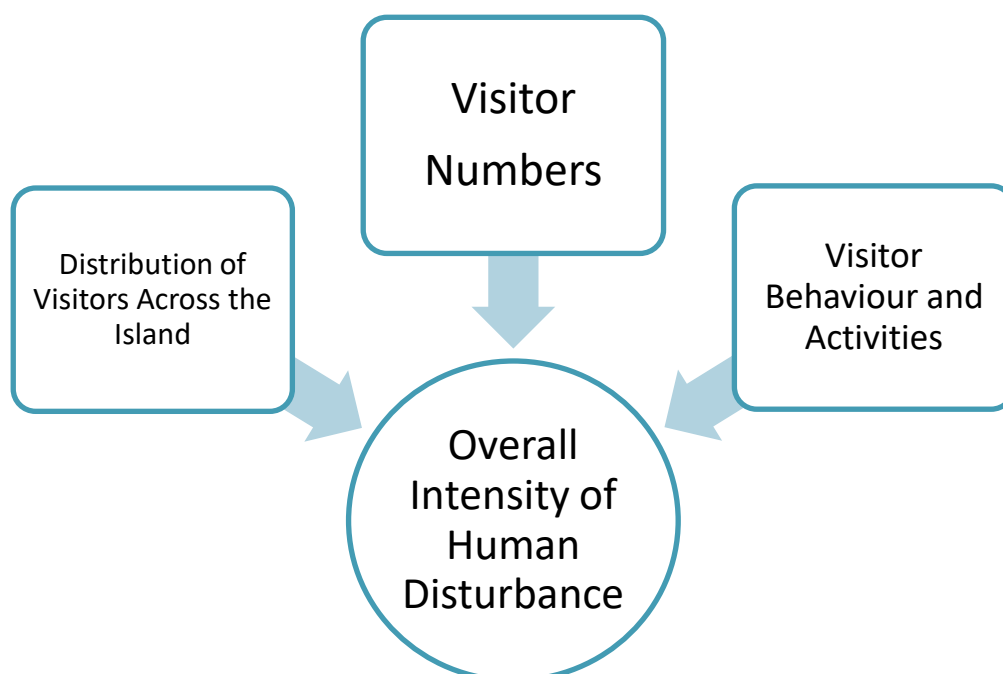 Visitor
Numbers
Distribution of
Visitors Across the
Island
Visitor
Behaviour and
Activities
Overall
Intensity of
Human
Disturbance